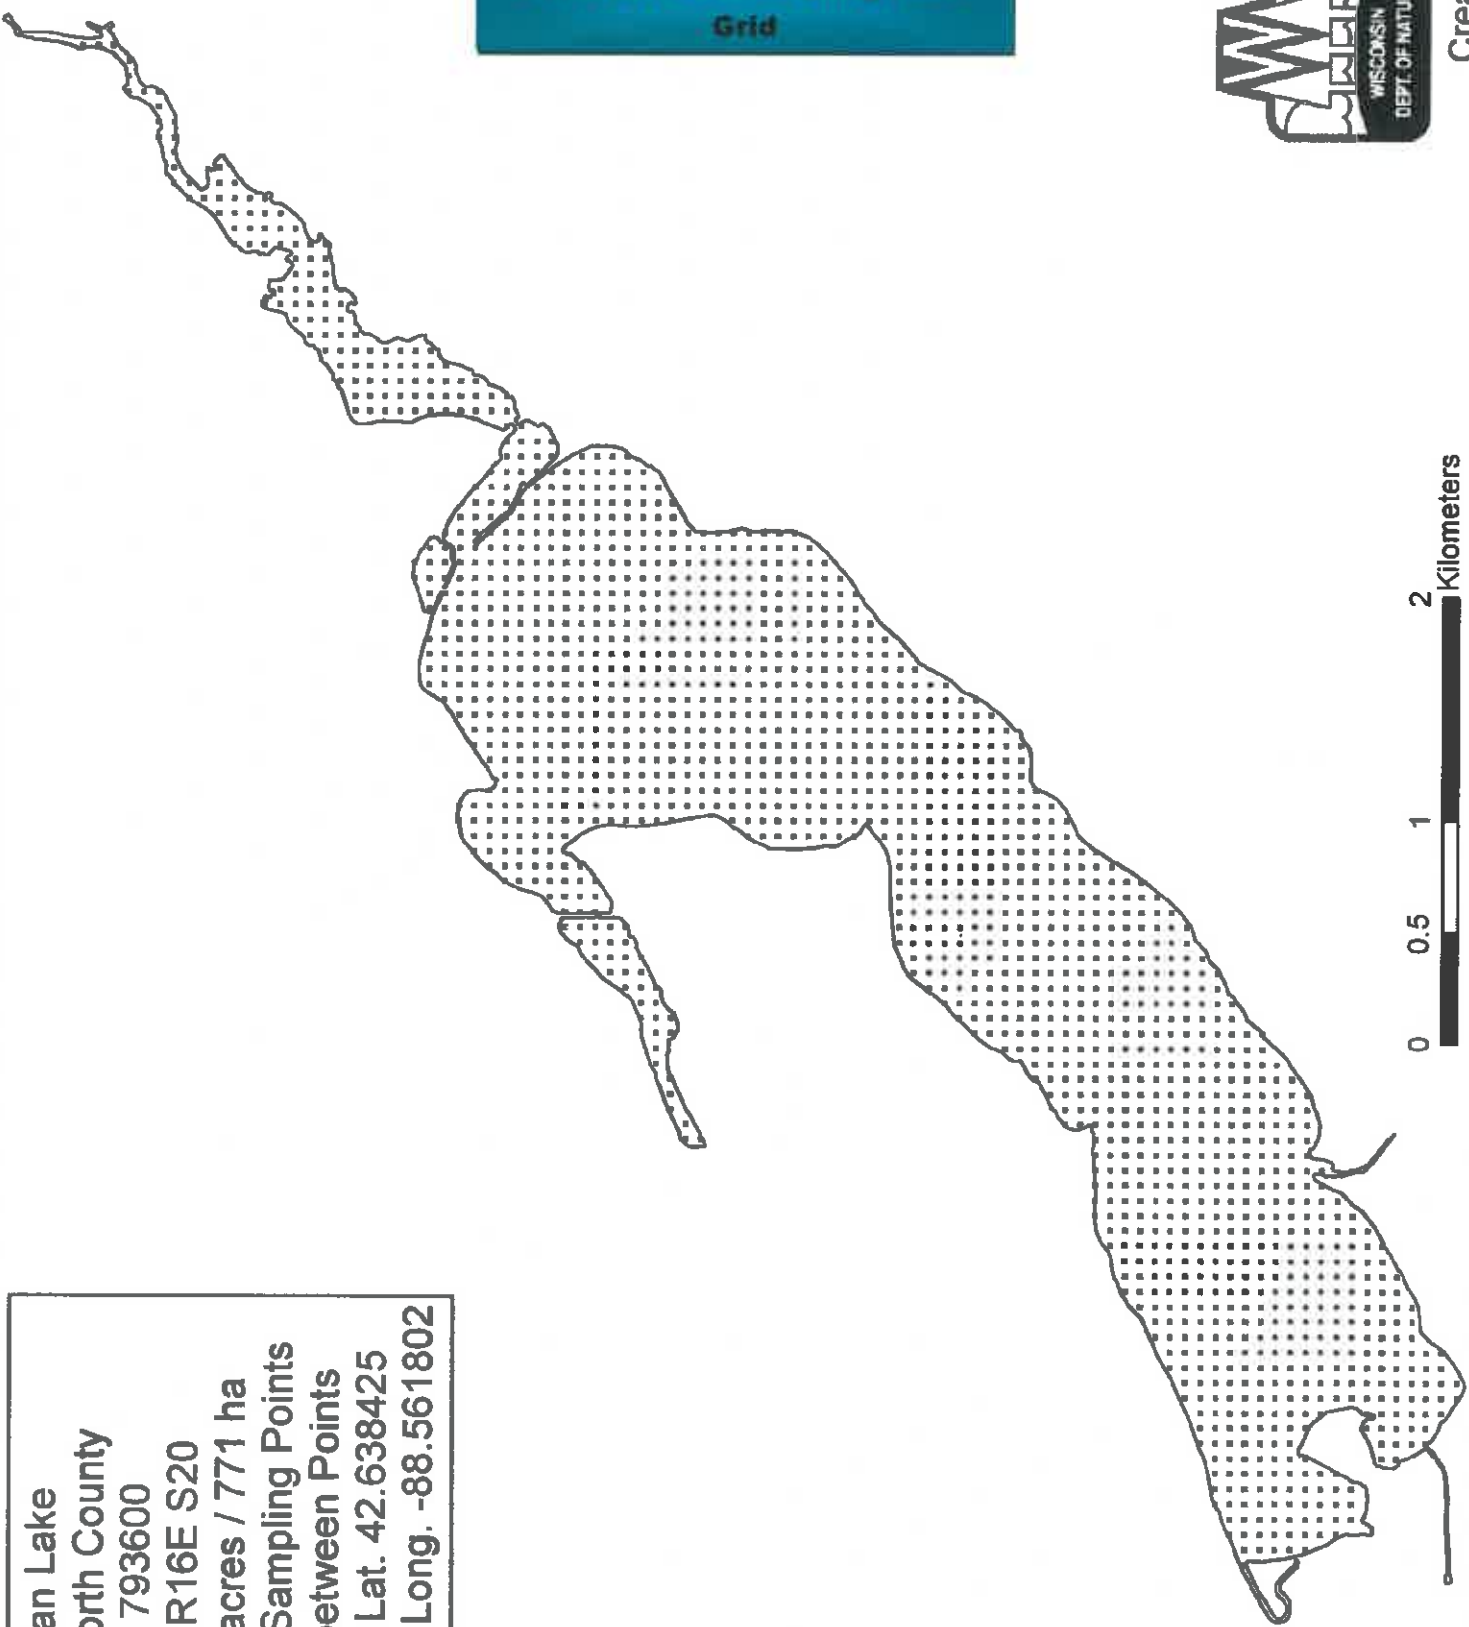 an Lake
orth County
793600
R16E S20
acres / 771 ha
Sampling Points
etween Points
Lat. 42.638425
Long. -88.561802
Grid
WISCONSIN
DEPT. OF NATU
Crea
0 0.5 1 2
Kilometers